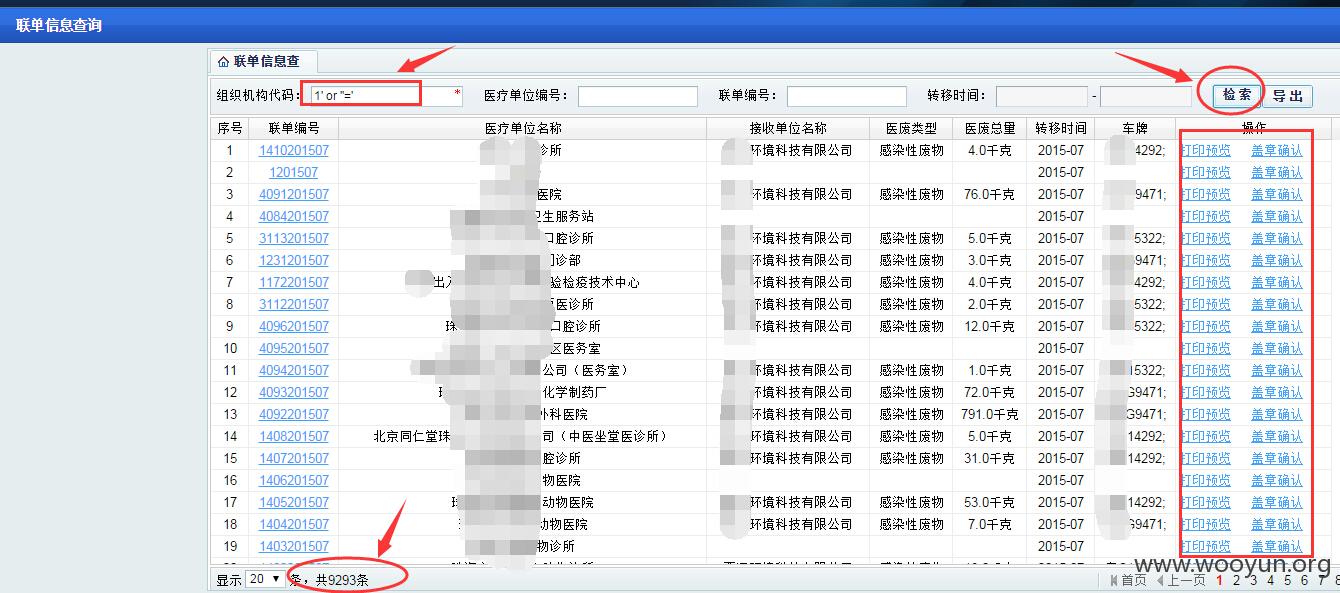 联单信息查询
联单信息查
组织机构代码: 1' or ''=' * 医疗单位编号: 联单编号: 转移时间: - 检索 导出
序号 联单编号 医疗单位名称 接收单位名称 医废类型 医废总量 转移时间 车牌 操作
1 1410201507 诊所 环境科技有限公司 感染性废物 4.0千克 2015-07 4292; 打印预览 盖章确认
2 1201507 2015-07 打印预览 盖章确认
3 4091201507 医院 环境科技有限公司 感染性废物 76.0千克 2015-07 9471; 打印预览 盖章确认
4 4084201507 卫生服务站 2015-07 打印预览 盖章确认
5 3113201507 口腔诊所 环境科技有限公司 感染性废物 5.0千克 2015-07 5322; 打印预览 盖章确认
6 1231201507 门诊部 环境科技有限公司 感染性废物 3.0千克 2015-07 9471; 打印预览 盖章确认
7 1172201507 出入 验检疫技术中心 环境科技有限公司 感染性废物 4.0千克 2015-07 4292; 打印预览 盖章确认
8 3112201507 医诊所 环境科技有限公司 感染性废物 2.0千克 2015-07 5322; 打印预览 盖章确认
9 4096201507 珠 口腔诊所 环境科技有限公司 感染性废物 12.0千克 2015-07 5322; 打印预览 盖章确认
10 4095201507 区医务室 2015-07 打印预览 盖章确认
11 4094201507 公司（医务室） 环境科技有限公司 感染性废物 1.0千克 2015-07 5322; 打印预览 盖章确认
12 4093201507 化学制药厂 环境科技有限公司 感染性废物 72.0千克 2015-07 G9471; 打印预览 盖章确认
13 4092201507 外科医院 环境科技有限公司 感染性废物 791.0千克 2015-07 G9471; 打印预览 盖章确认
14 1408201507 北京同仁堂珠 司（中医坐堂医诊所） 环境科技有限公司 感染性废物 5.0千克 2015-07 14292; 打印预览 盖章确认
15 1407201507 腔诊所 环境科技有限公司 感染性废物 31.0千克 2015-07 14292; 打印预览 盖章确认
16 1406201507 物医院 2015-07 打印预览 盖章确认
17 1405201507 珠 动物医院 环境科技有限公司 感染性废物 53.0千克 2015-07 14292; 打印预览 盖章确认
18 1404201507 动物医院 环境科技有限公司 感染性废物 7.0千克 2015-07 G9471; 打印预览 盖章确认
19 1403201507 物诊所 2015-07 打印预览 盖章确认
显示 20 条，共9293条 首页 上一页 1 2 3 4 5 6 7 8
www.wooyun.org